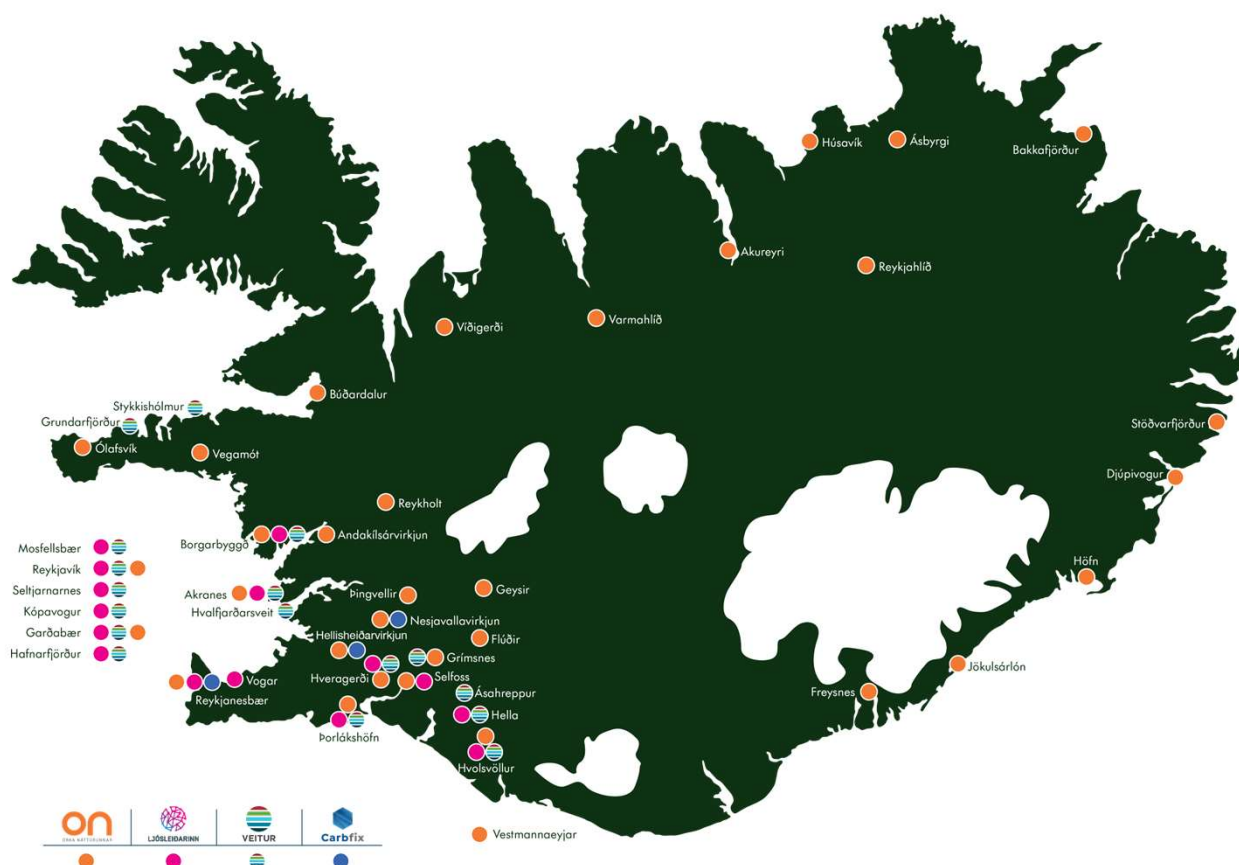 Húsavík
Ásbyrgi
Bakkafjörður
Akureyri
Reykjahlíð
Víðigerði
Varmahlíð
Búðardalur
Stykkishólmur
Grundarfjörður
Ólafsvík
Vegamót
Stöðvarfjörður
Djúpivogur
Reykholt
Borgarbyggð
Andakílsárvirkjun
Mosfellsbær
Reykjavík
Seltjarnarnes
Kópavogur
Garðabær
Hafnarfjörður
Höfn
Akranes
Hvalfjarðarsveit
Þingvellir
Geysir
Nesjavallavirkjun
Hellisheiðarvirkjun
Flúðir
Grímsnes
Hveragerði
Selfoss
Jökulsárlón
Freysnes
Vogar
Reykjanesbær
Ásahreppur
Hella
Þorlákshöfn
Hvolsvöllur
Vestmannaeyjar
on
ORKA NÁTTÚRUNNAR
LJÓSLEIÐARINN
VEITUR
Carbfix